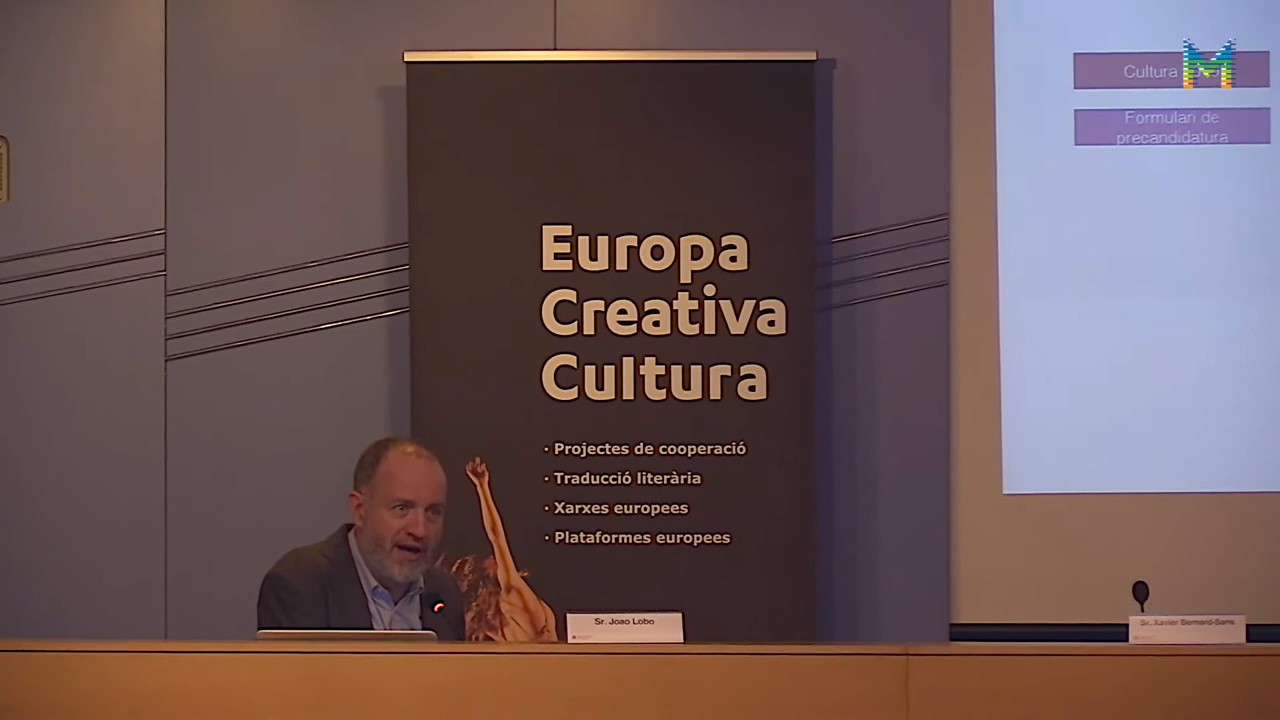 Europa
Creativa
Cultura
· Projectes de cooperació
· Traducció literària
· Xarxes europees
· Plataformes europees
Sr. Joao Lobo
Cultura
Formulari de
precandidatura
Sr. Xavier Bernard-Sans